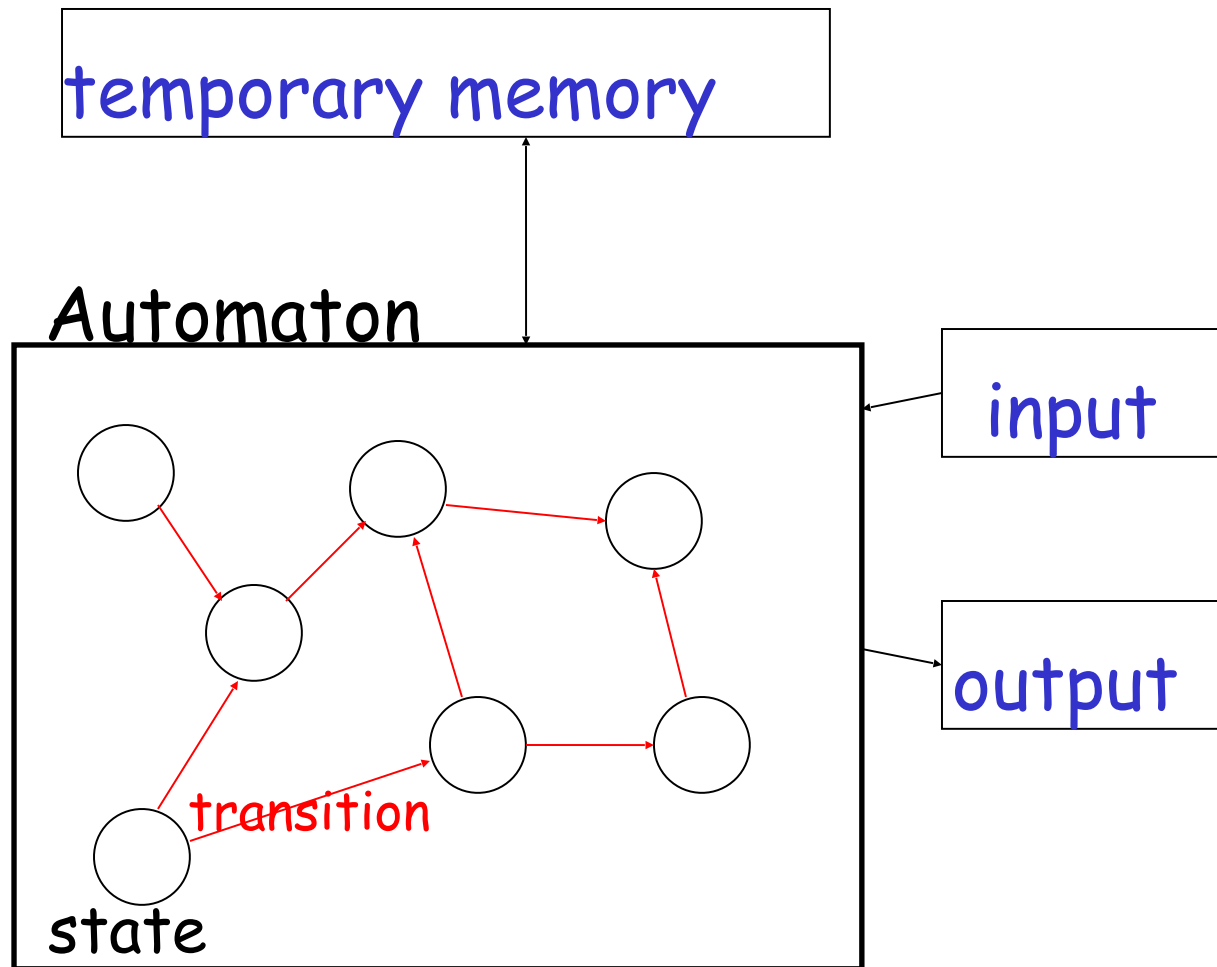 temporary memory
Automaton
input
output
transition
state